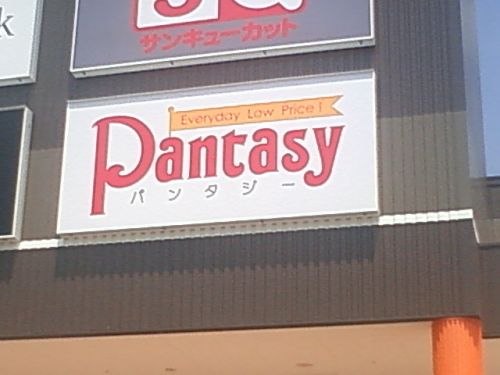 k
サンキューカット
Everyday Low Price!
Pantasy
パンタジー